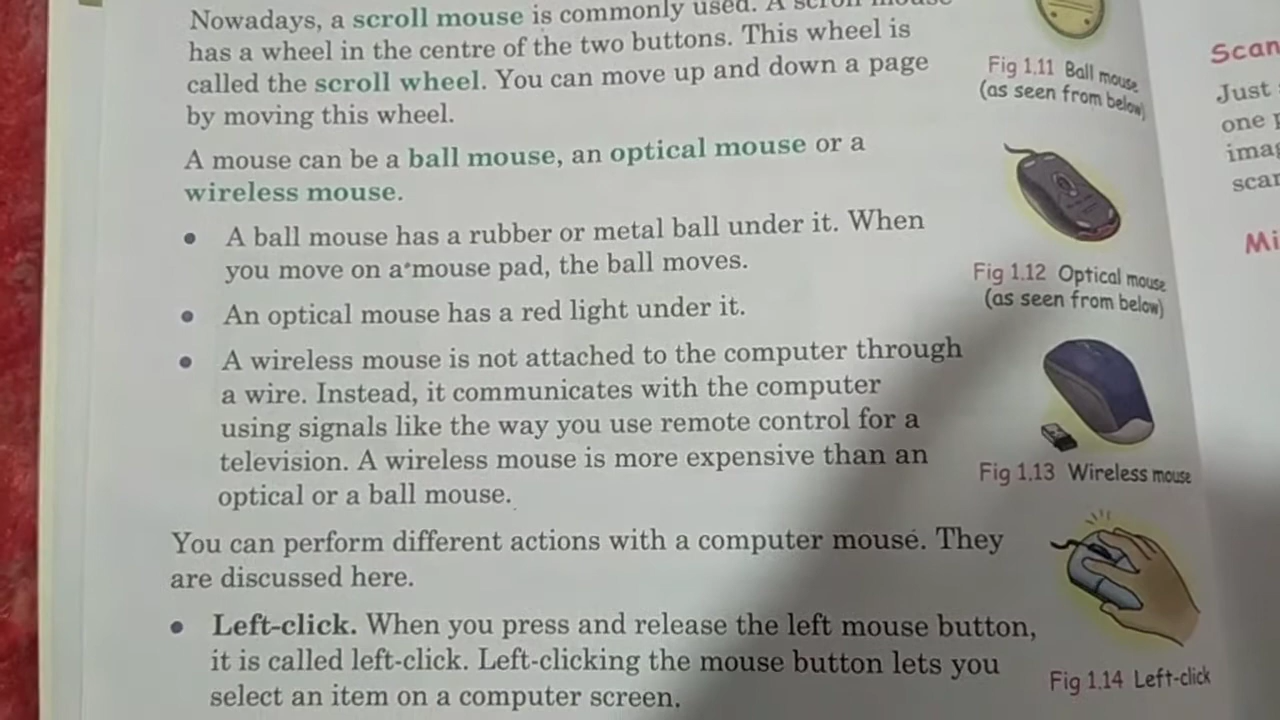 Nowadays, a scroll mouse is commonly used. A scroll mouse
has a wheel in the centre of the two buttons. This wheel is
called the scroll wheel. You can move up and down a page
by moving this wheel.
A mouse can be a ball mouse, an optical mouse or a
wireless mouse.
• A ball mouse has a rubber or metal ball under it. When
you move on a mouse pad, the ball moves.
• An optical mouse has a red light under it.
• A wireless mouse is not attached to the computer through
a wire. Instead, it communicates with the computer
using signals like the way you use remote control for a
television. A wireless mouse is more expensive than an
optical or a ball mouse.
You can perform different actions with a computer mouse. They
are discussed here.
• Left-click. When you press and release the left mouse button,
it is called left-click. Left-clicking the mouse button lets you
select an item on a computer screen.
Fig 1.11 Ball mouse
(as seen from below)
Fig 1.12 Optical mouse
(as seen from below)
Fig 1.13 Wireless mouse
Fig 1.14 Left-click
Just
one